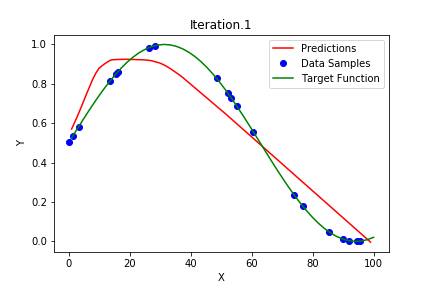 Iteration.1
Predictions
Data Samples
Target Function
1.0
0.8
0.6
0.4
0.2
0.0
Y
0 20 40 60 80 100
X